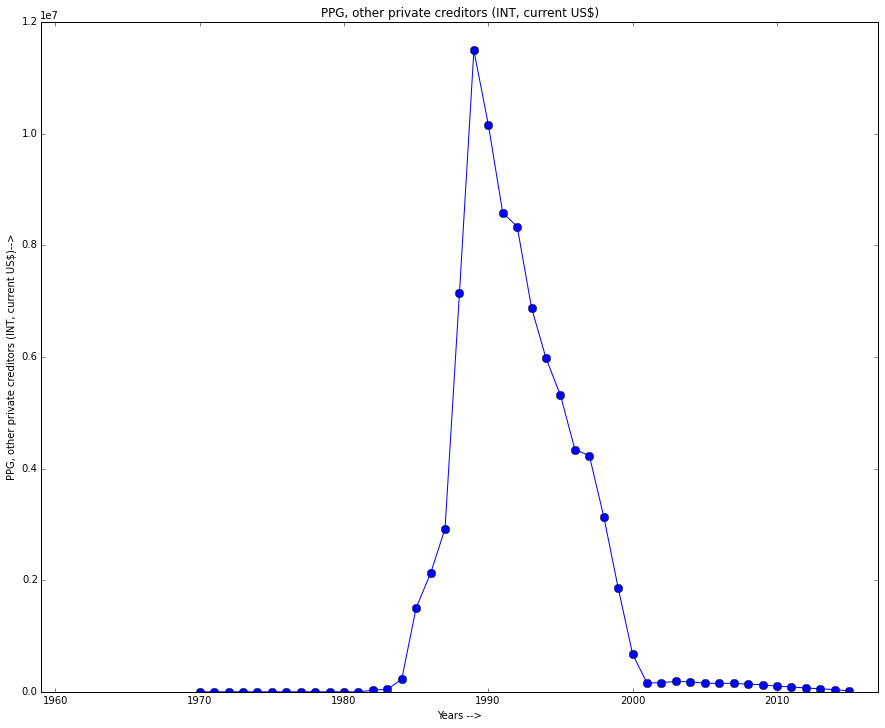 PPG, other private creditors (INT, current US$)
1e7
1.2
1.0
0.8
0.6
0.4
0.2
0.0
PPG, other private creditors (INT, current US$)-->
1960 1970 1980 1990 2000 2010
Years -->